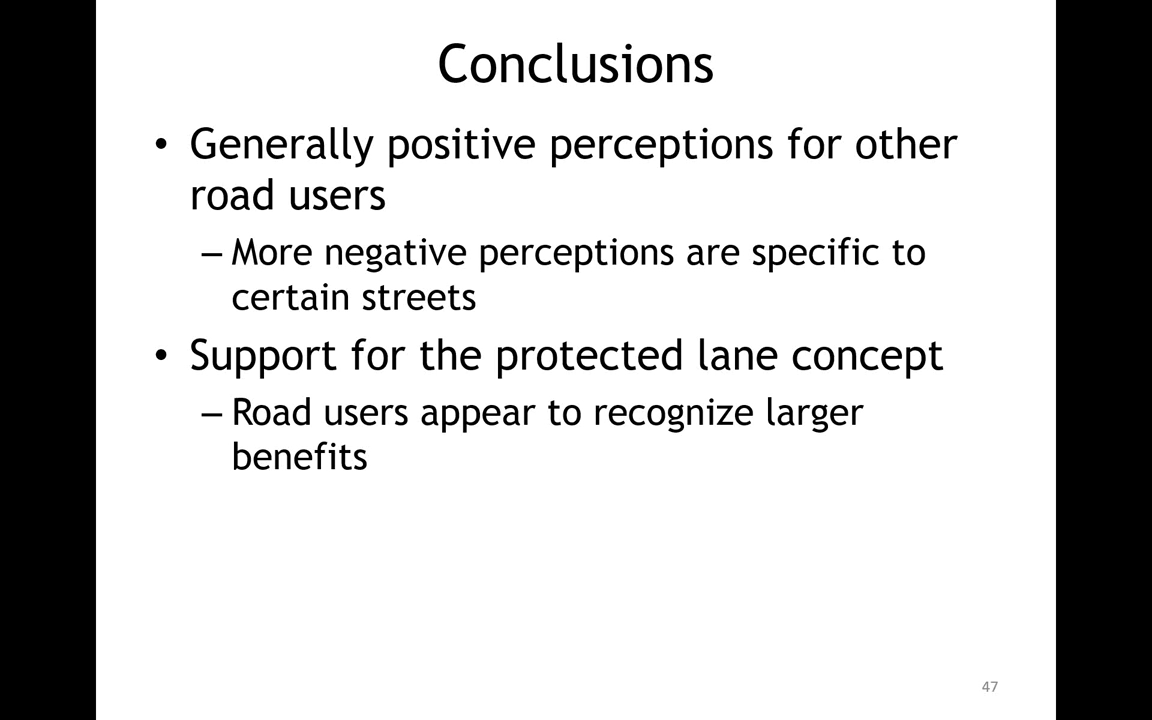 Conclusions
• Generally positive perceptions for other
road users
– More negative perceptions are specific to
certain streets
• Support for the protected lane concept
– Road users appear to recognize larger
benefits
47